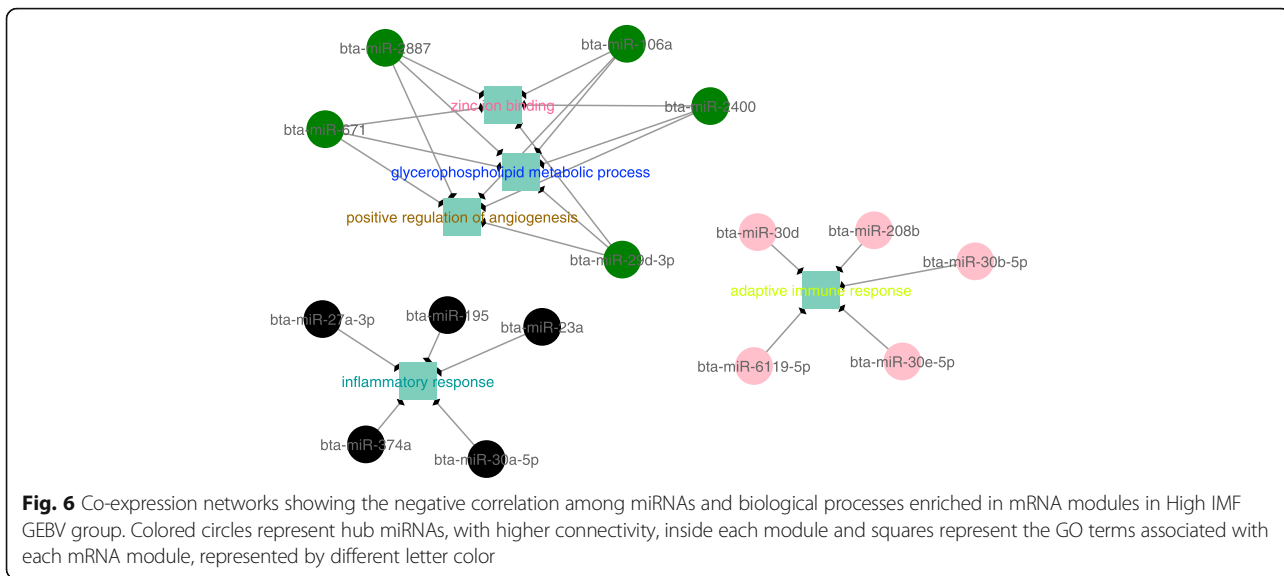 bta-miR-2887
bta-miR-106a
zinc ion binding
bta-miR-2400
bta-miR-671
glycerophospholipid metabolic process
positive regulation of angiogenesis
bta-miR-29d-3p
bta-miR-30d
bta-miR-208b
bta-miR-30b-5p
adaptive immune response
bta-miR-6119-5p
bta-miR-30e-5p
bta-miR-27a-3p
bta-miR-195
bta-miR-23a
inflammatory response
bta-miR-374a
bta-miR-30a-5p
Fig. 6 Co-expression networks showing the negative correlation among miRNAs and biological processes enriched in mRNA modules in High IMF
GEBV group. Colored circles represent hub miRNAs, with higher connectivity, inside each module and squares represent the GO terms associated with
each mRNA module, represented by different letter color